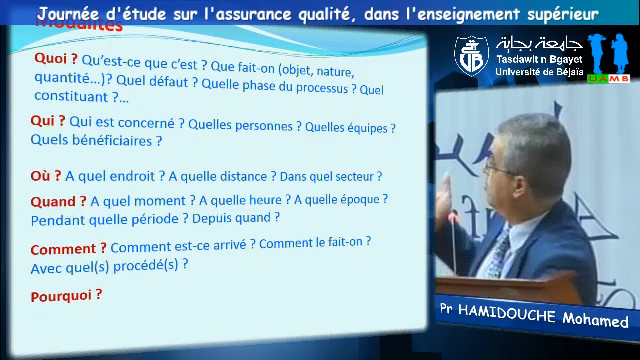 Journée d'étude sur l'assurance qualité, dans l'enseignement supérieur
Modalités
Quoi ? Qu'est-ce que c'est ? Que fait-on (objet, nature,
quantité...)? Quel défaut ? Quelle phase du processus ? Quel
constituant ?...
Qui ? Qui est concerné ? Quelles personnes ? Quelles équipes ?
Quels bénéficiaires ?
Où ? A quel endroit ? A quelle distance ? Dans quel secteur ?
Quand ? A quel moment ? A quelle heure ? A quelle époque ?
Pendant quelle période ? Depuis quand ?
Comment ? Comment est-ce arrivé ? Comment le fait-on ?
Avec quel(s) procédé(s) ?
Pourquoi ?
جامعة بجاية
Tasdawit n Bgayet
Université de Béjaïa
UAMB
Pr HAMIDOUCHE Mohamed